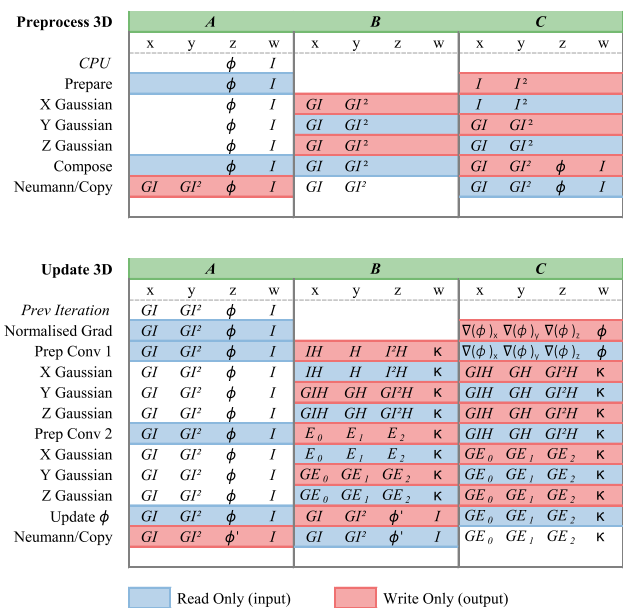 Preprocess 3D A B C
x y z w x y z w x y z w
CPU ϕ I
Prepare ϕ I I I²
X Gaussian ϕ I GI GI² I I²
Y Gaussian ϕ I GI GI² GI GI²
Z Gaussian ϕ I GI GI² GI GI²
Compose ϕ I GI GI² GI GI² ϕ I
Neumann/Copy GI GI² ϕ I GI GI² GI GI² ϕ I
Update 3D A B C
x y z w x y z w x y z w
Prev Iteration GI GI² ϕ I
Normalised Grad GI GI² ϕ I ∇(ϕ)x ∇(ϕ)y ∇(ϕ)z ϕ
Prep Conv 1 GI GI² ϕ I IH H I²H κ ∇(ϕ)x ∇(ϕ)y ∇(ϕ)z ϕ
X Gaussian GI GI² ϕ I IH H I²H κ GIH GH GI²H κ
Y Gaussian GI GI² ϕ I GIH GH GI²H κ GIH GH GI²H κ
Z Gaussian GI GI² ϕ I GIH GH GI²H κ GIH GH GI²H κ
Prep Conv 2 GI GI² ϕ I E₀ E₁ E₂ κ GIH GH GI²H κ
X Gaussian GI GI² ϕ I E₀ E₁ E₂ κ GE₀ GE₁ GE₂ κ
Y Gaussian GI GI² ϕ I GE₀ GE₁ GE₂ κ GE₀ GE₁ GE₂ κ
Z Gaussian GI GI² ϕ I GE₀ GE₁ GE₂ κ GE₀ GE₁ GE₂ κ
Update ϕ GI GI² ϕ I GI GI² ϕ' I GE₀ GE₁ GE₂ κ
Neumann/Copy GI GI² ϕ' I GI GI² ϕ' I GE₀ GE₁ GE₂ κ
Read Only (input) Write Only (output)